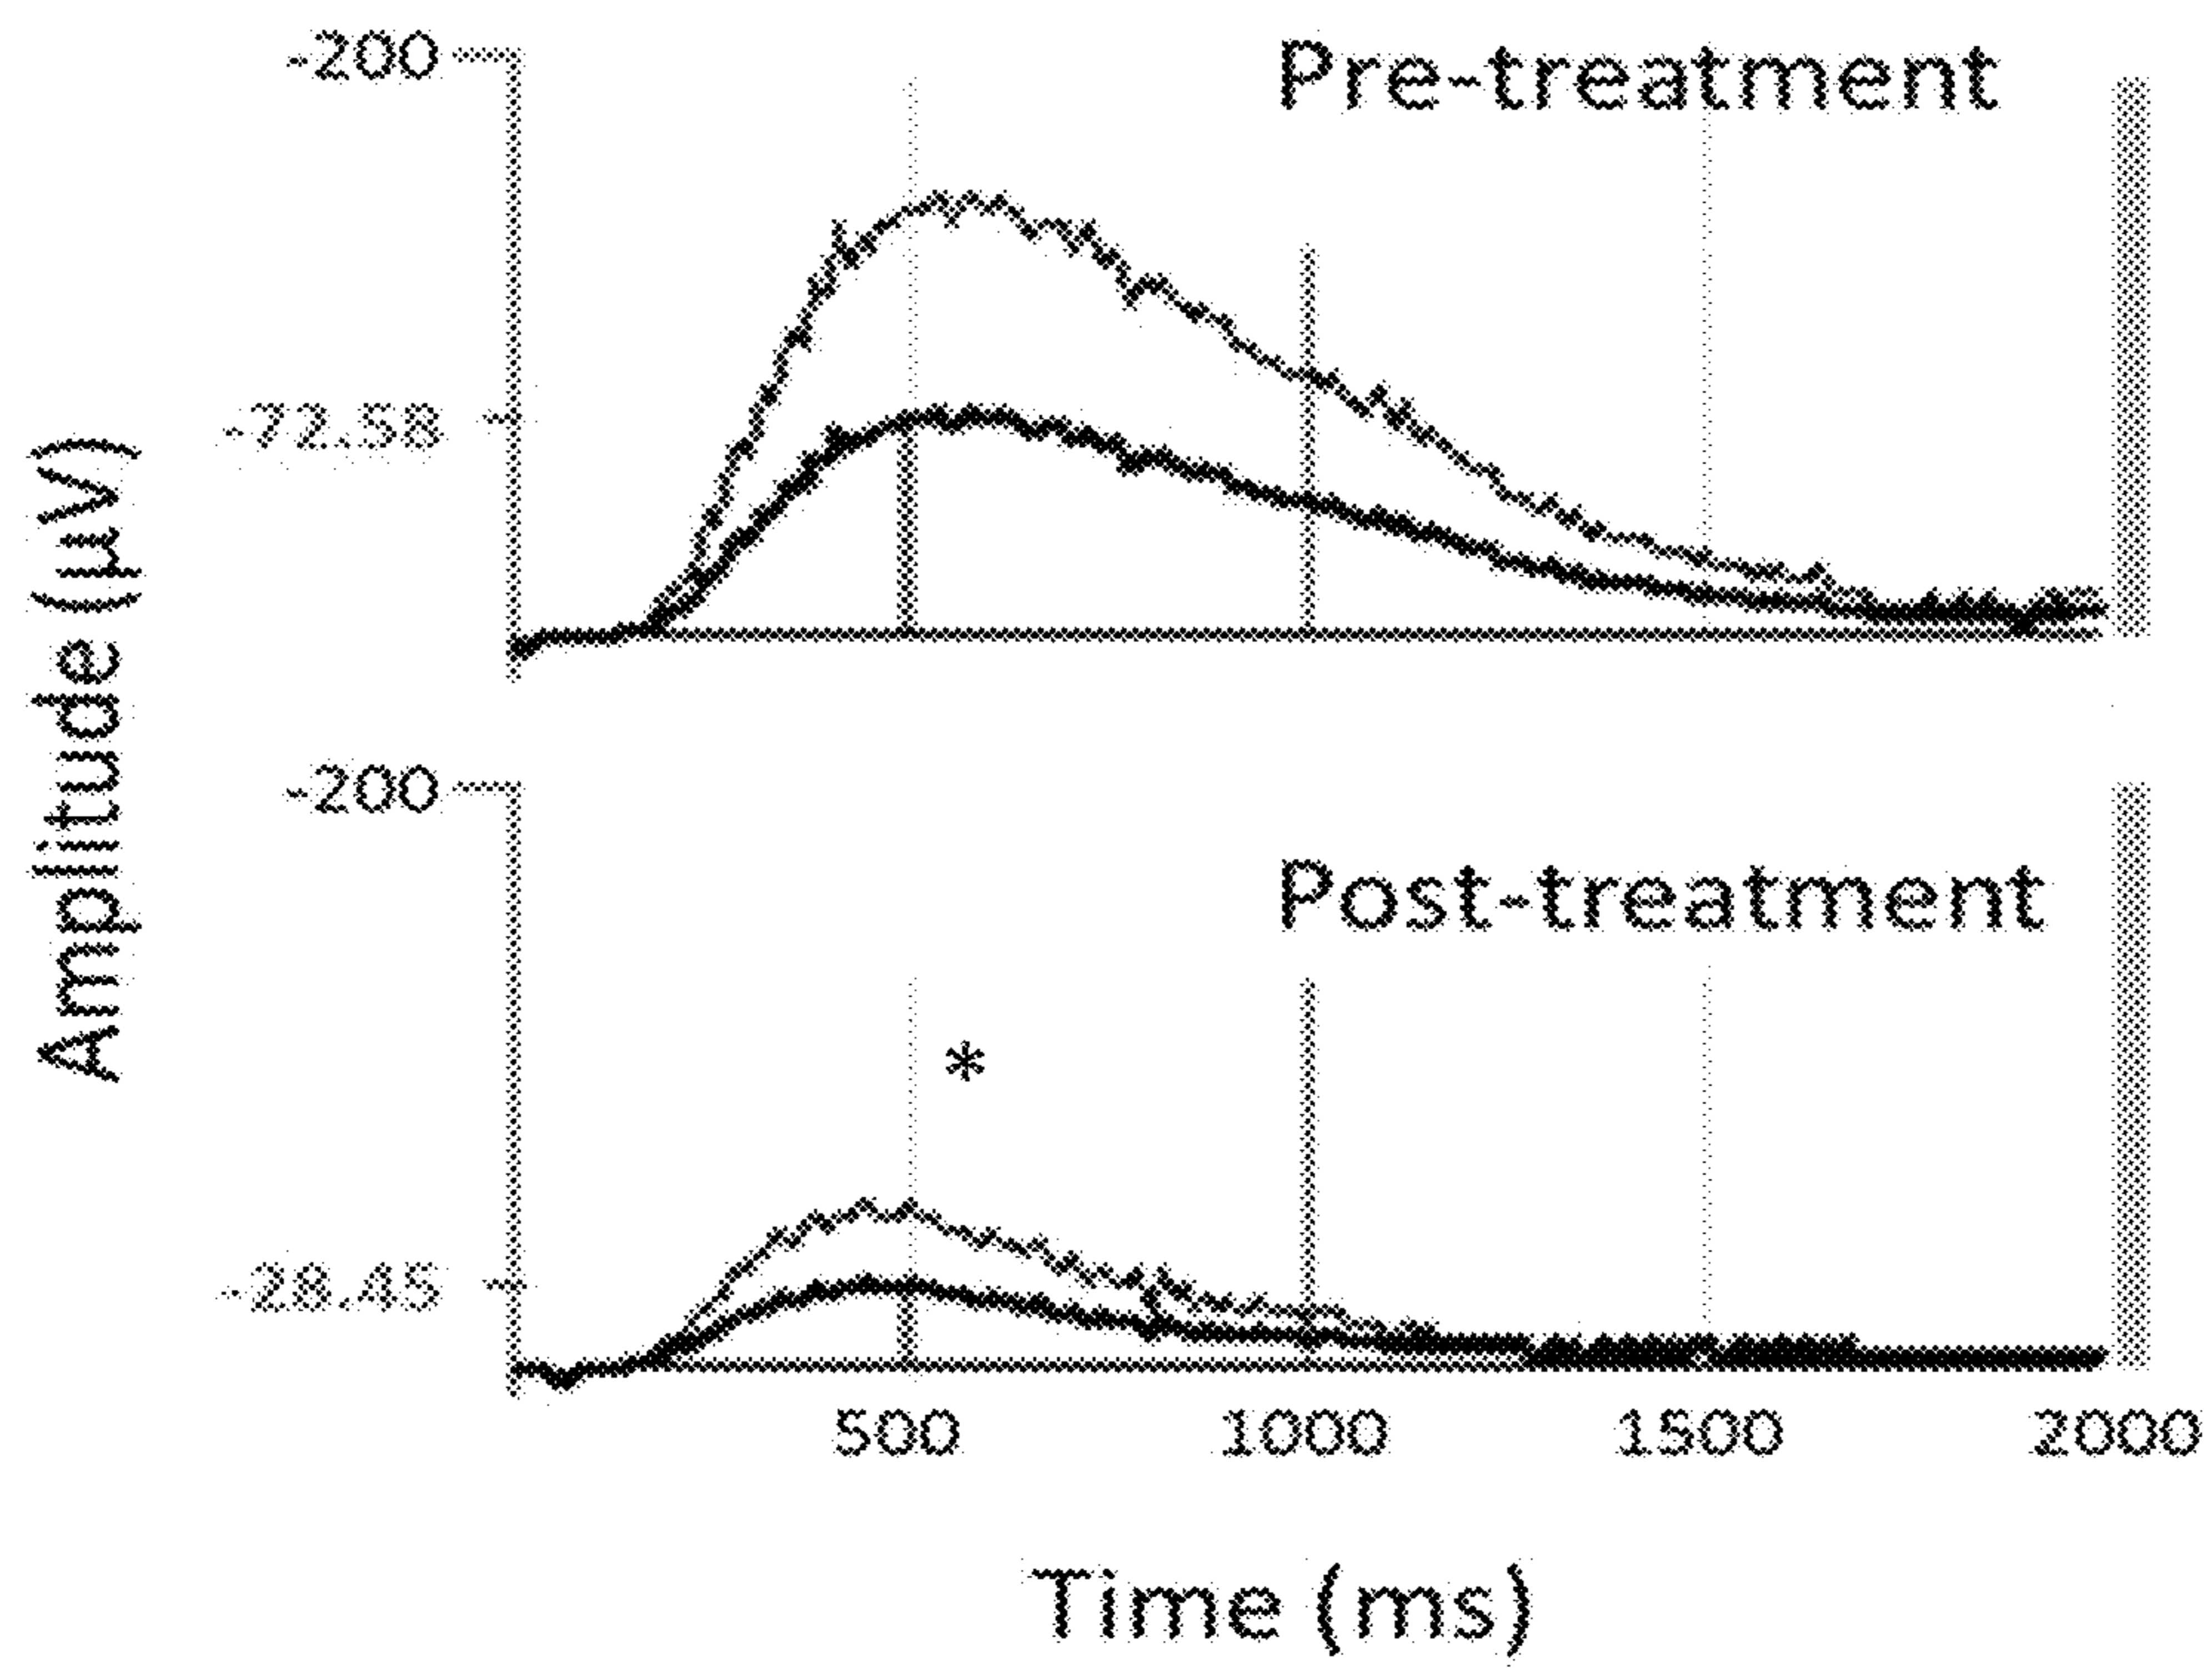 -200
Pre-treatment
-72.58
Amplitude (µV)
-200
Post-treatment
*
-28.45
500 1000 1500 2000
Time (ms)